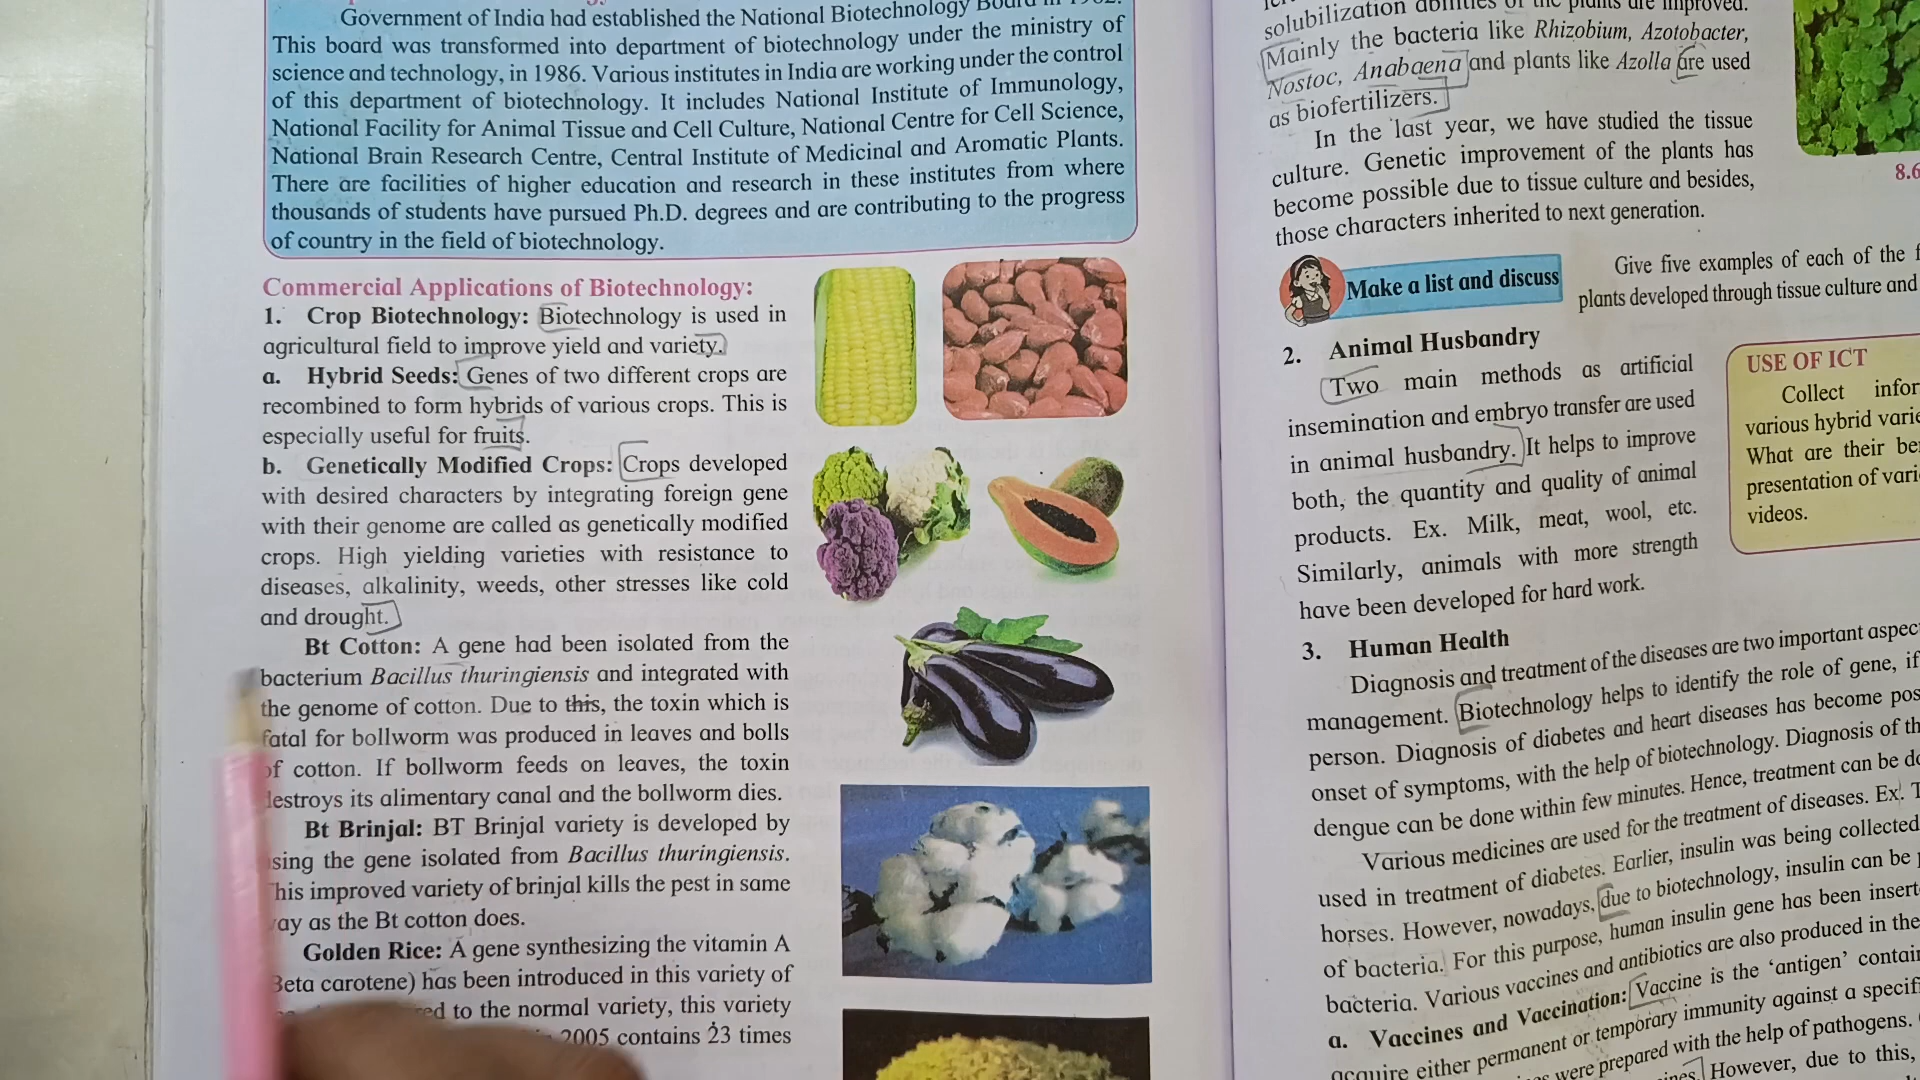 Government of India had established the National Biotechnology Board in 1982.
This board was transformed into department of biotechnology under the ministry of
science and technology, in 1986. Various institutes in India are working under the control
of this department of biotechnology. It includes National Institute of Immunology,
National Facility for Animal Tissue and Cell Culture, National Centre for Cell Science,
National Brain Research Centre, Central Institute of Medicinal and Aromatic Plants.
There are facilities of higher education and research in these institutes from where
thousands of students have pursued Ph.D. degrees and are contributing to the progress
of country in the field of biotechnology.
Commercial Applications of Biotechnology:
1. Crop Biotechnology: Biotechnology is used in
agricultural field to improve yield and variety.
a. Hybrid Seeds: Genes of two different crops are
recombined to form hybrids of various crops. This is
especially useful for fruits.
b. Genetically Modified Crops: Crops developed
with desired characters by integrating foreign gene
with their genome are called as genetically modified
crops. High yielding varieties with resistance to
diseases, alkalinity, weeds, other stresses like cold
and drought.
Bt Cotton: A gene had been isolated from the
bacterium Bacillus thuringiensis and integrated with
the genome of cotton. Due to this, the toxin which is
fatal for bollworm was produced in leaves and bolls
of cotton. If bollworm feeds on leaves, the toxin
destroys its alimentary canal and the bollworm dies.
Bt Brinjal: BT Brinjal variety is developed by
using the gene isolated from Bacillus thuringiensis.
This improved variety of brinjal kills the pest in same
way as the Bt cotton does.
Golden Rice: A gene synthesizing the vitamin A
Beta carotene) has been introduced in this variety of
to the normal variety, this variety
2005 contains 23 times
solubilization abilities of the plants are improved.
Mainly the bacteria like Rhizobium, Azotobacter,
Nostoc, Anabaena and plants like Azolla are used
as biofertilizers.
In the last year, we have studied the tissue
culture. Genetic improvement of the plants has
become possible due to tissue culture and besides,
those characters inherited to next generation.
8.6
Make a list and discuss
Give five examples of each of the
plants developed through tissue culture and
2. Animal Husbandry
Two main methods as artificial
insemination and embryo transfer are used
in animal husbandry. It helps to improve
both, the quantity and quality of animal
products. Ex. Milk, meat, wool, etc.
Similarly, animals with more strength
have been developed for hard work.
USE OF ICT
Collect
various hybrid
What are their
presentation of
videos.
3. Human Health
Diagnosis and treatment of the diseases are two important
management. Biotechnology helps to identify the role of gene, if
person. Diagnosis of diabetes and heart diseases has become
onset of symptoms, with the help of biotechnology. Diagnosis of
dengue can be done within few minutes. Hence, treatment can be
Various medicines are used for the treatment of diseases. Ex.
used in treatment of diabetes. Earlier, insulin was being collected
horses. However, nowadays, due to biotechnology, insulin can be
of bacteria. For this purpose, human insulin gene has been
bacteria. Various vaccines and antibiotics are also produced in the
a. Vaccines and Vaccination: Vaccine is the ‘antigen’
acquire either permanent or temporary immunity against a
were prepared with the help of pathogens.
However, due to this,